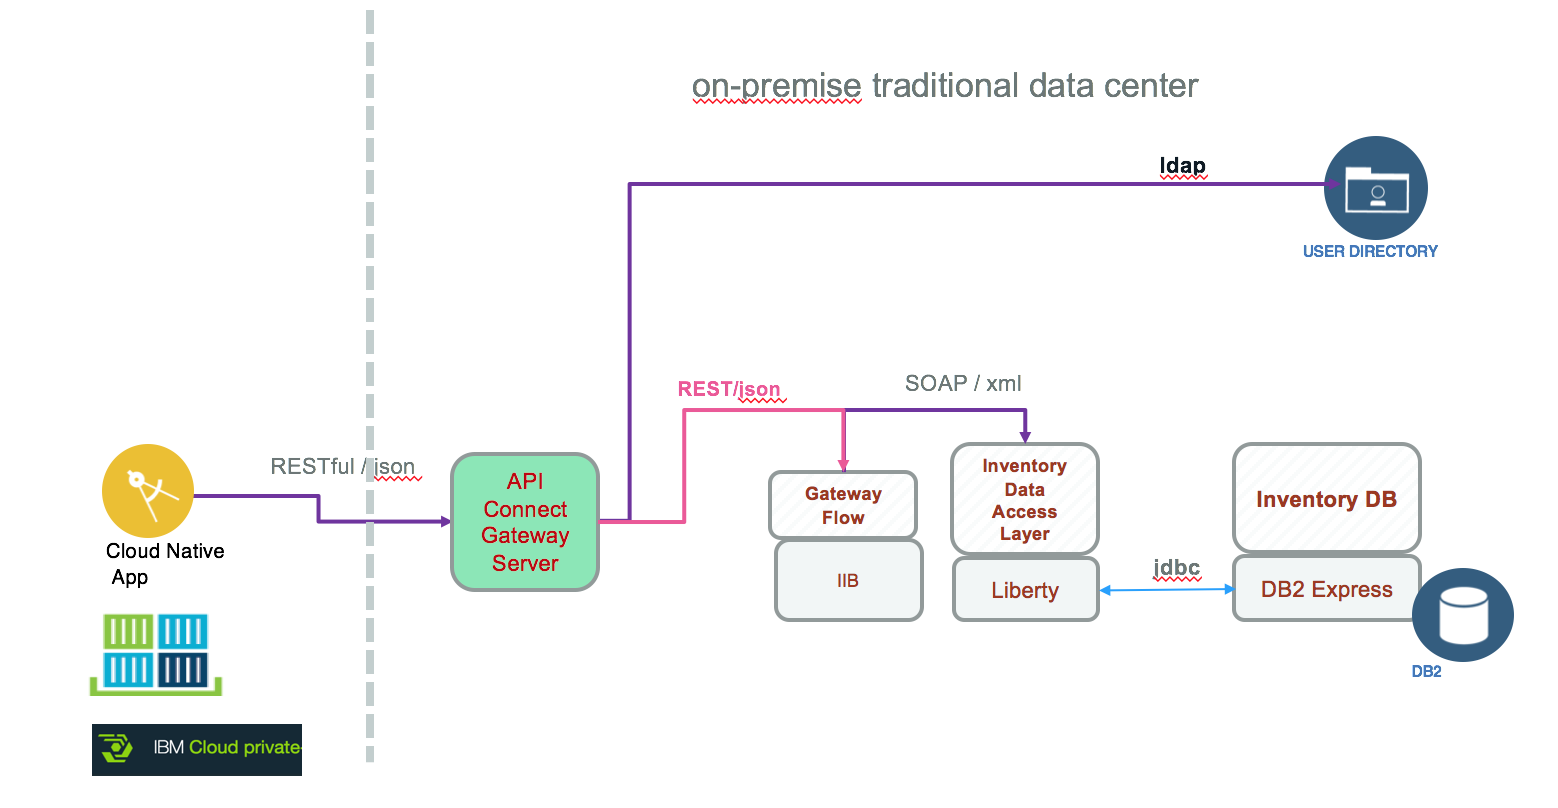 on-premise traditional data center
ldap
USER DIRECTORY
REST/json
SOAP / xml
RESTful / json
Cloud Native
App
API
Connect
Gateway
Server
Gateway
Flow
IIB
Inventory
Data
Access
Layer
Liberty
jdbc
Inventory DB
DB2 Express
DB2
IBM Cloud private